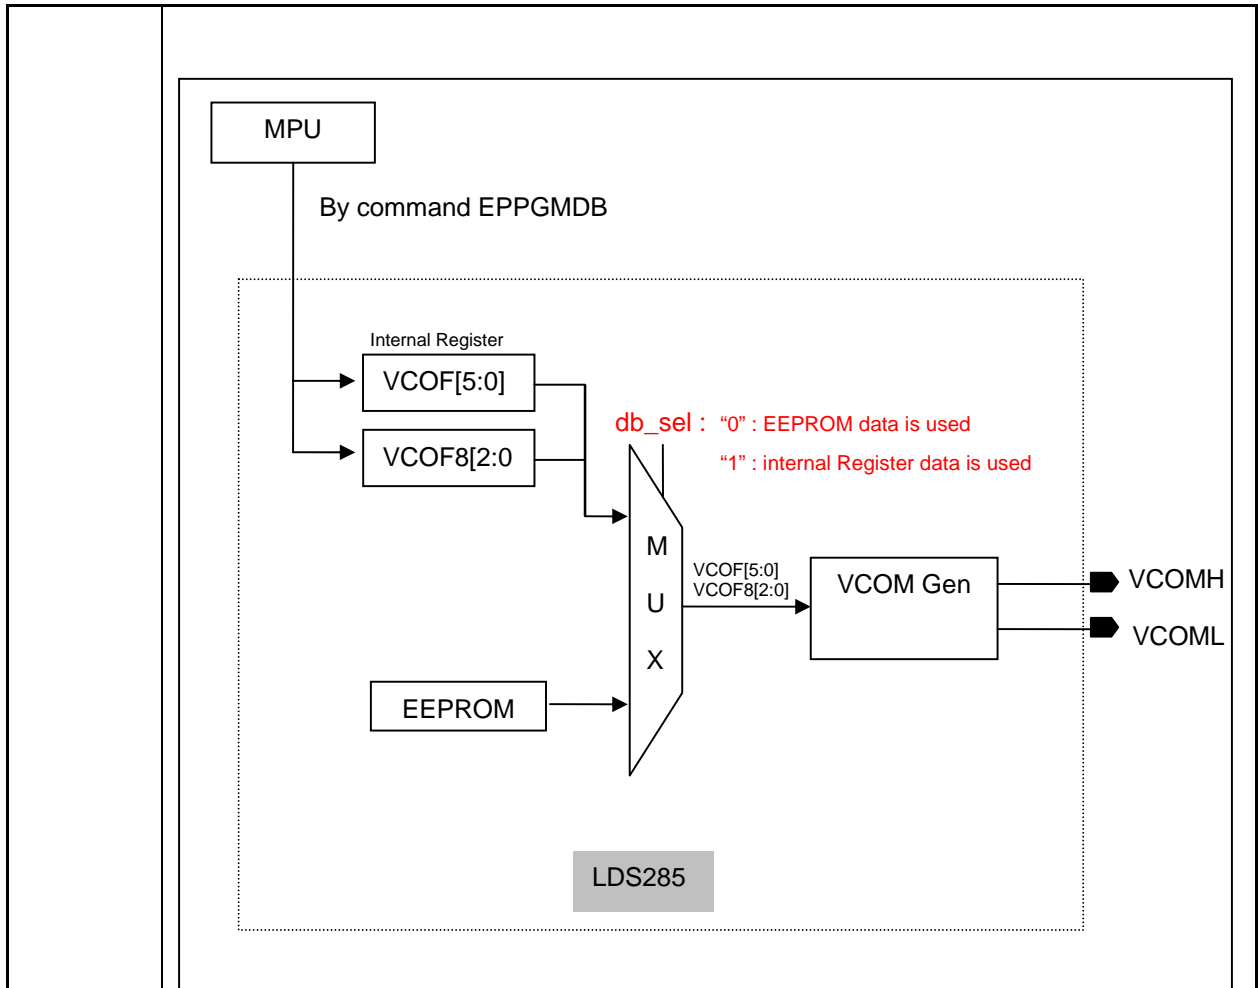 MPU
By command EPPGMDB
Internal Register
VCOF[5:0]
db_sel : “0” : EEPROM data is used
VCOF8[2:0
“1” : internal Register data is used
M
U
X
VCOF[5:0]
VCOF8[2:0]
VCOM Gen
VCOMH
VCOML
EEPROM
LDS285